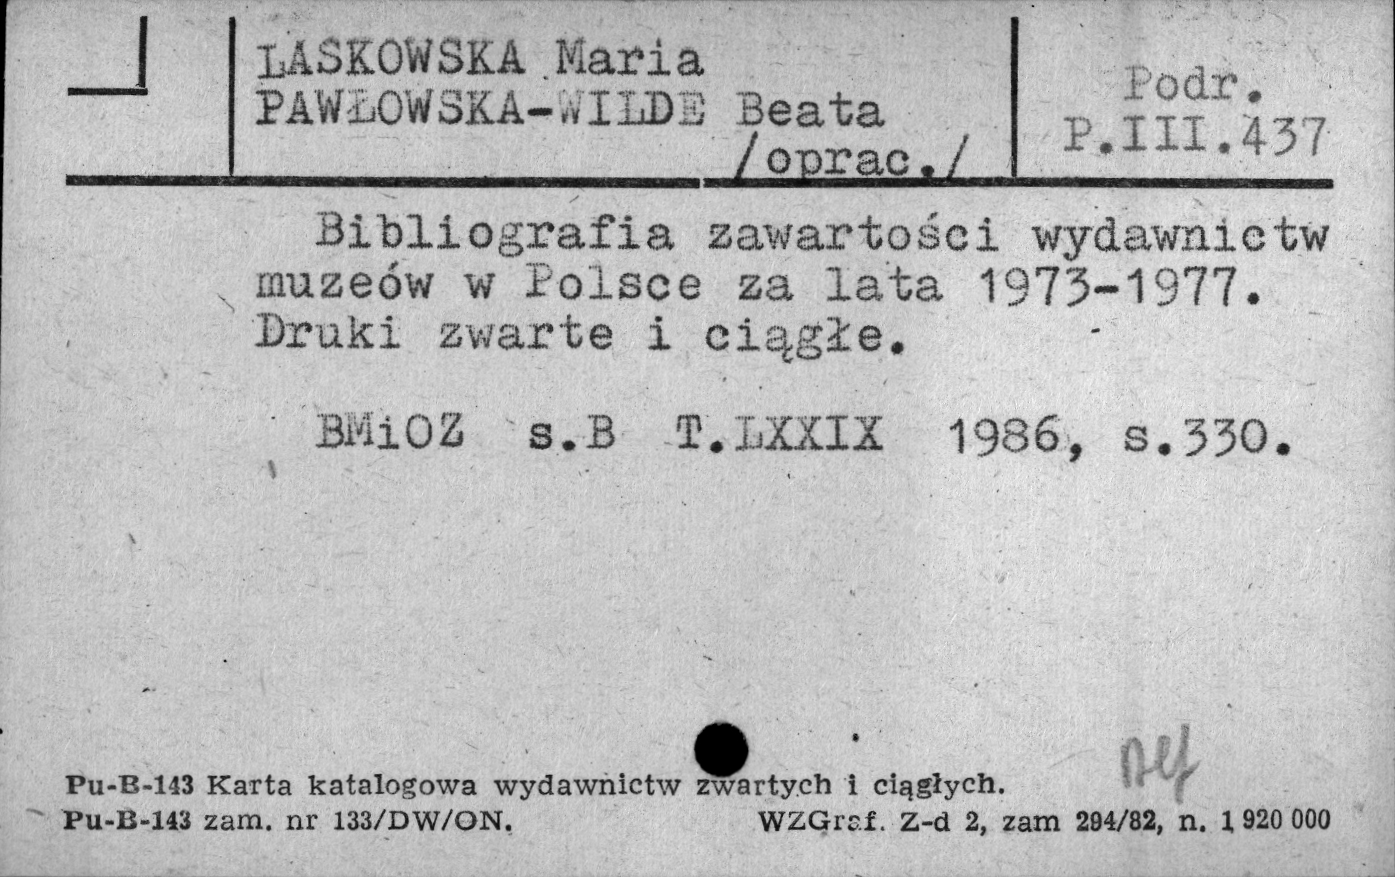 LASKOWSKA Maria
PAWŁOWSKA-WILDE Beata
/oprac./
Podr.
P.III.437
Bibliografia zawartości wydawnictw
muzeów w Polsce za lata 1973-1977.
Druki zwarte i ciągłe.
BMiOZ s.B T.LXXIX 1986, s.330.
Pu-B-143 Karta katalogowa wydawnictw zwartych i ciągłych.
Pu-B-143 zam. nr 133/DW/ON. WZGraf. Z-d 2, zam 294/82, n. 1 920 000